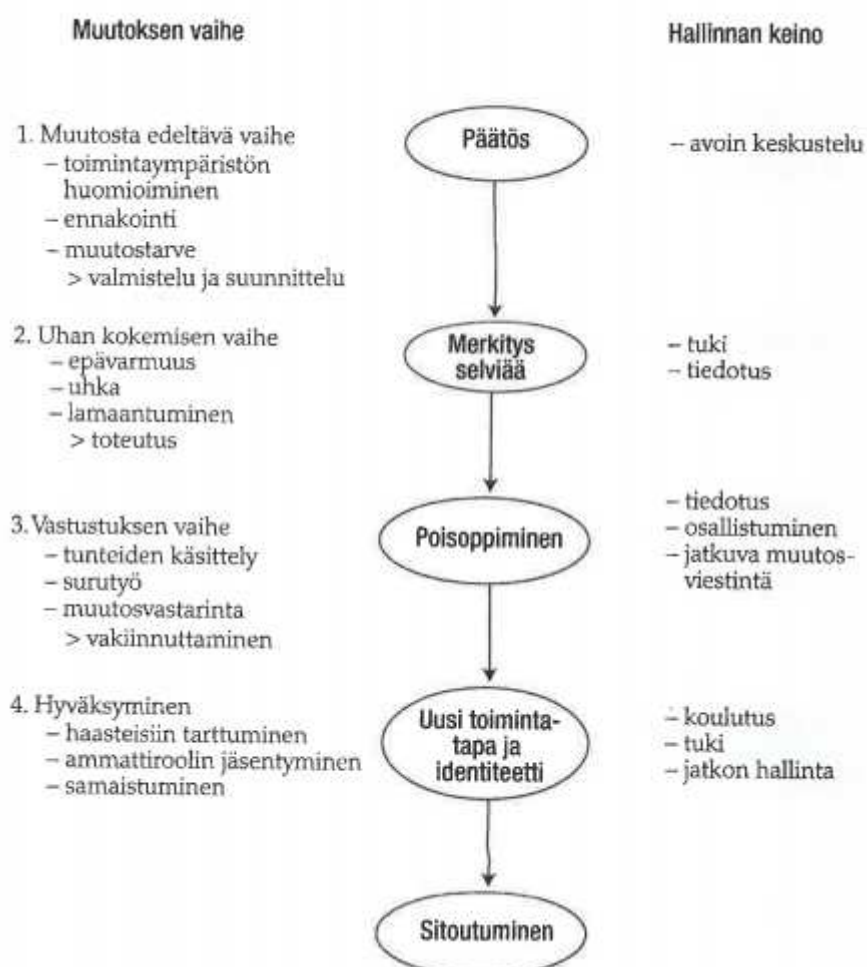 Muutoksen vaihe
Hallinnan keino
1. Muutosta edeltävä vaihe
– toimintaympäristön
huomioiminen
– ennakointi
– muutostarve
> valmistelu ja suunnittelu
Päätös
– avoin keskustelu
2. Uhan kokemisen vaihe
– epävarmuus
– uhka
– lamaantuminen
> toteutus
Merkitys
selviää
– tuki
– tiedotus
3. Vastustuksen vaihe
– tunteiden käsittely
– surutyö
– muutosvastarinta
> vakiinnuttaminen
Poisoppiminen
– tiedotus
– osallistuminen
– jatkuva muutos-
viestintä
4. Hyväksyminen
– haasteisiin tarttuminen
– ammattiroolin jäsentyminen
– samaistuminen
Uusi toiminta-
tapa ja
identiteetti
– koulutus
– tuki
– jatkon hallinta
Sitoutuminen